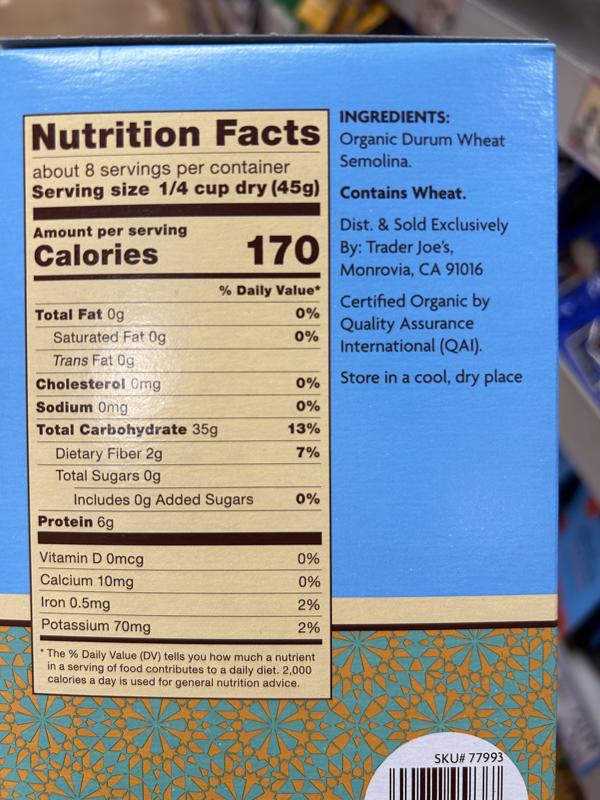 Nutrition Facts
about 8 servings per container
Serving size 1/4 cup dry (45g)
Amount per serving
Calories 170
% Daily Value*
Total Fat 0g 0%
Saturated Fat 0g 0%
Trans Fat 0g
Cholesterol 0mg 0%
Sodium 0mg 0%
Total Carbohydrate 35g 13%
Dietary Fiber 2g 7%
Total Sugars 0g
Includes 0g Added Sugars 0%
Protein 6g
Vitamin D 0mcg 0%
Calcium 10mg 0%
Iron 0.5mg 2%
Potassium 70mg 2%
* The % Daily Value (DV) tells you how much a nutrient
in a serving of food contributes to a daily diet. 2,000
calories a day is used for general nutrition advice.
INGREDIENTS:
Organic Durum Wheat
Semolina.
Contains Wheat.
Dist. & Sold Exclusively
By: Trader Joe's,
Monrovia, CA 91016
Certified Organic by
Quality Assurance
International (QAI).
Store in a cool, dry place
SKU# 77993